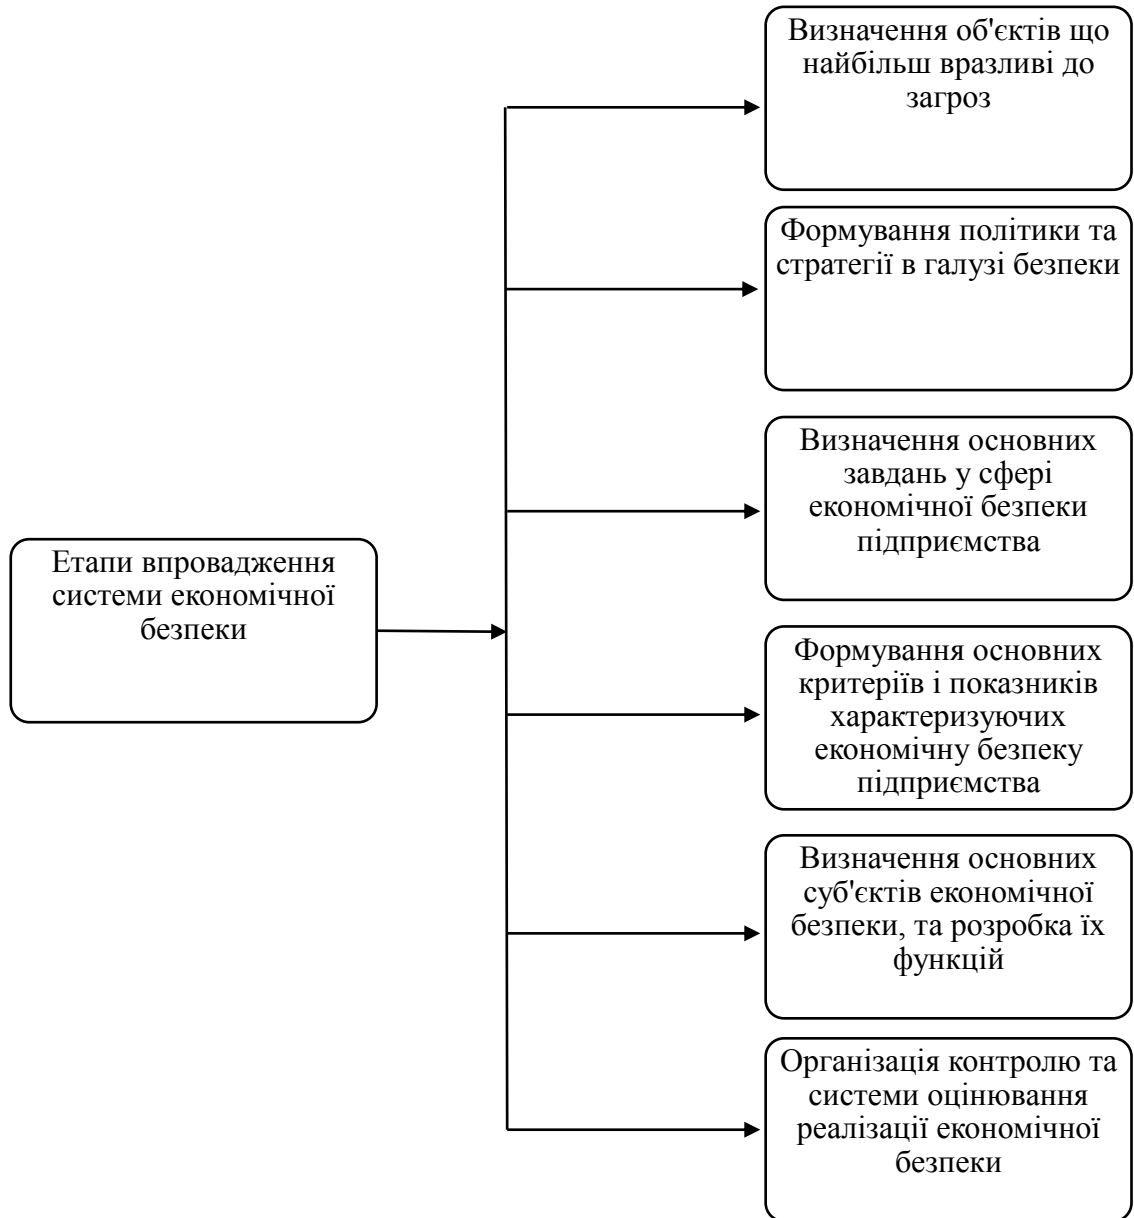 Визначення об'єктів що
найбільш вразливі до
загроз
Формування політики та
стратегії в галузі безпеки
Визначення основних
завдань у сфері
економічної безпеки
підприємства
Етапи впровадження
системи економічної
безпеки
Формування основних
критеріїв і показників
характеризуючих
економічну безпеку
підприємства
Визначення основних
суб'єктів економічної
безпеки, та розробка їх
функцій
Організація контролю та
системи оцінювання
реалізації економічної
безпеки